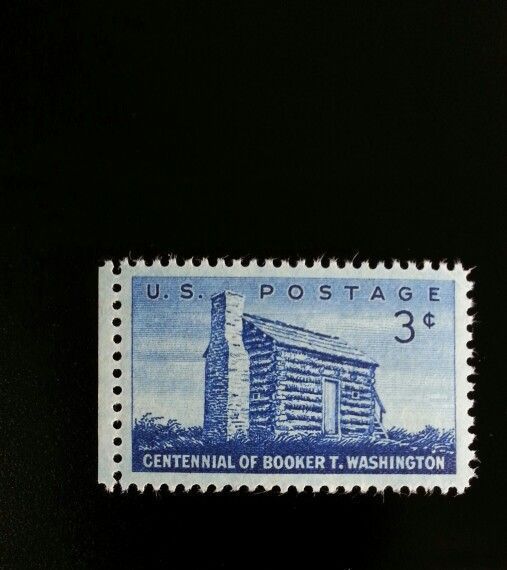 U.S. POSTAGE
3¢
CENTENNIAL OF BOOKER T. WASHINGTON